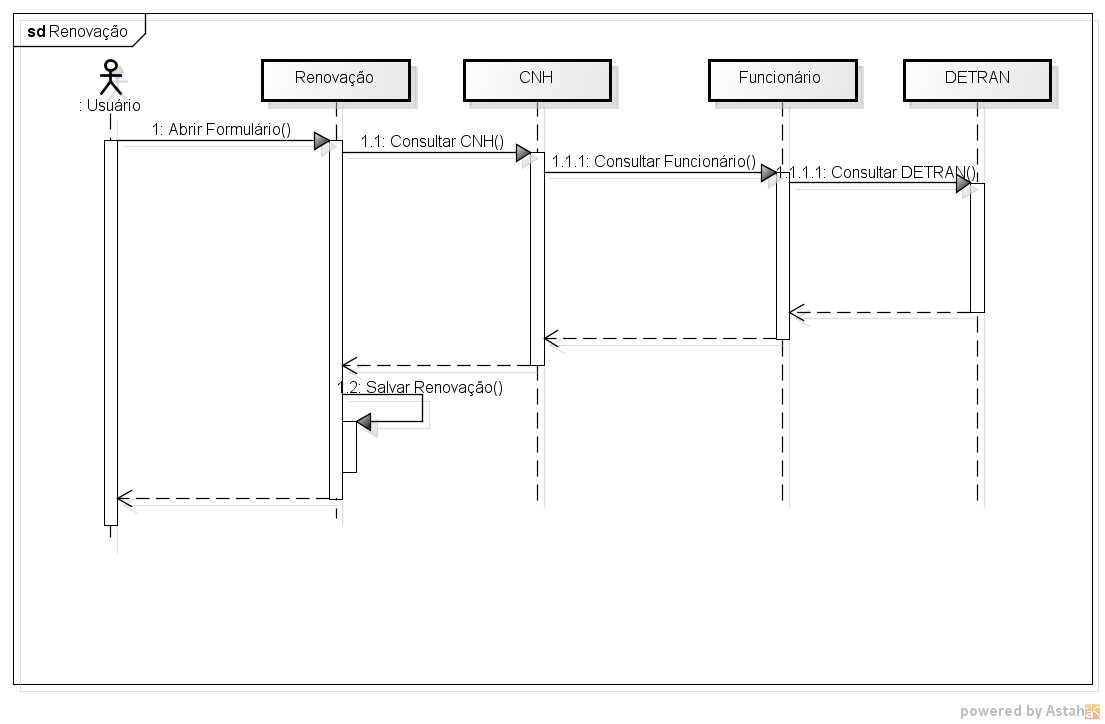 sd Renovação
: Usuário
Renovação
CNH
Funcionário
DETRAN
1: Abrir Formulário()
1.1: Consultar CNH()
1.1.1: Consultar Funcionário()
1.1.1.1: Consultar DETRAN()
1.2: Salvar Renovação()
powered by Astah